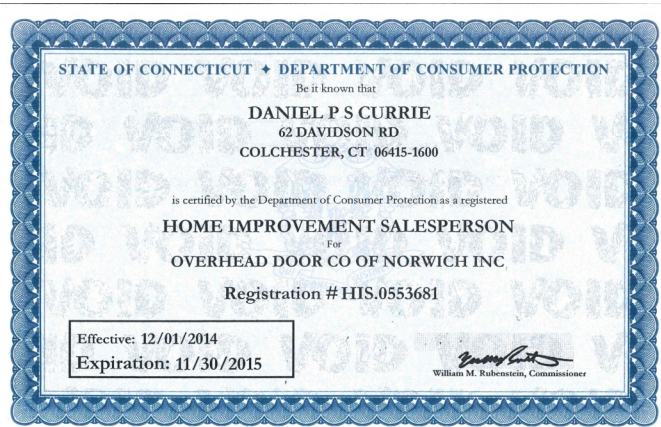 STATE OF CONNECTICUT ✦ DEPARTMENT OF CONSUMER PROTECTION
Be it known that
DANIEL P S CURRIE
62 DAVIDSON RD
COLCHESTER, CT 06415-1600
is certified by the Department of Consumer Protection as a registered
HOME IMPROVEMENT SALESPERSON
For
OVERHEAD DOOR CO OF NORWICH INC
Registration # HIS.0553681
Effective: 12/01/2014
Expiration: 11/30/2015
William M. Rubenstein, Commissioner